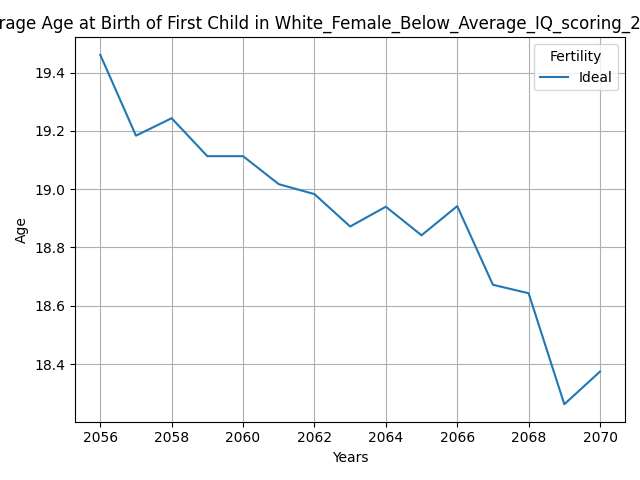 rage Age at Birth of First Child in White_Female_Below_Average_IQ_scoring_2
Fertility
Ideal
19.4
19.2
19.0
18.8
18.6
18.4
Age
2056 2058 2060 2062 2064 2066 2068 2070
Years